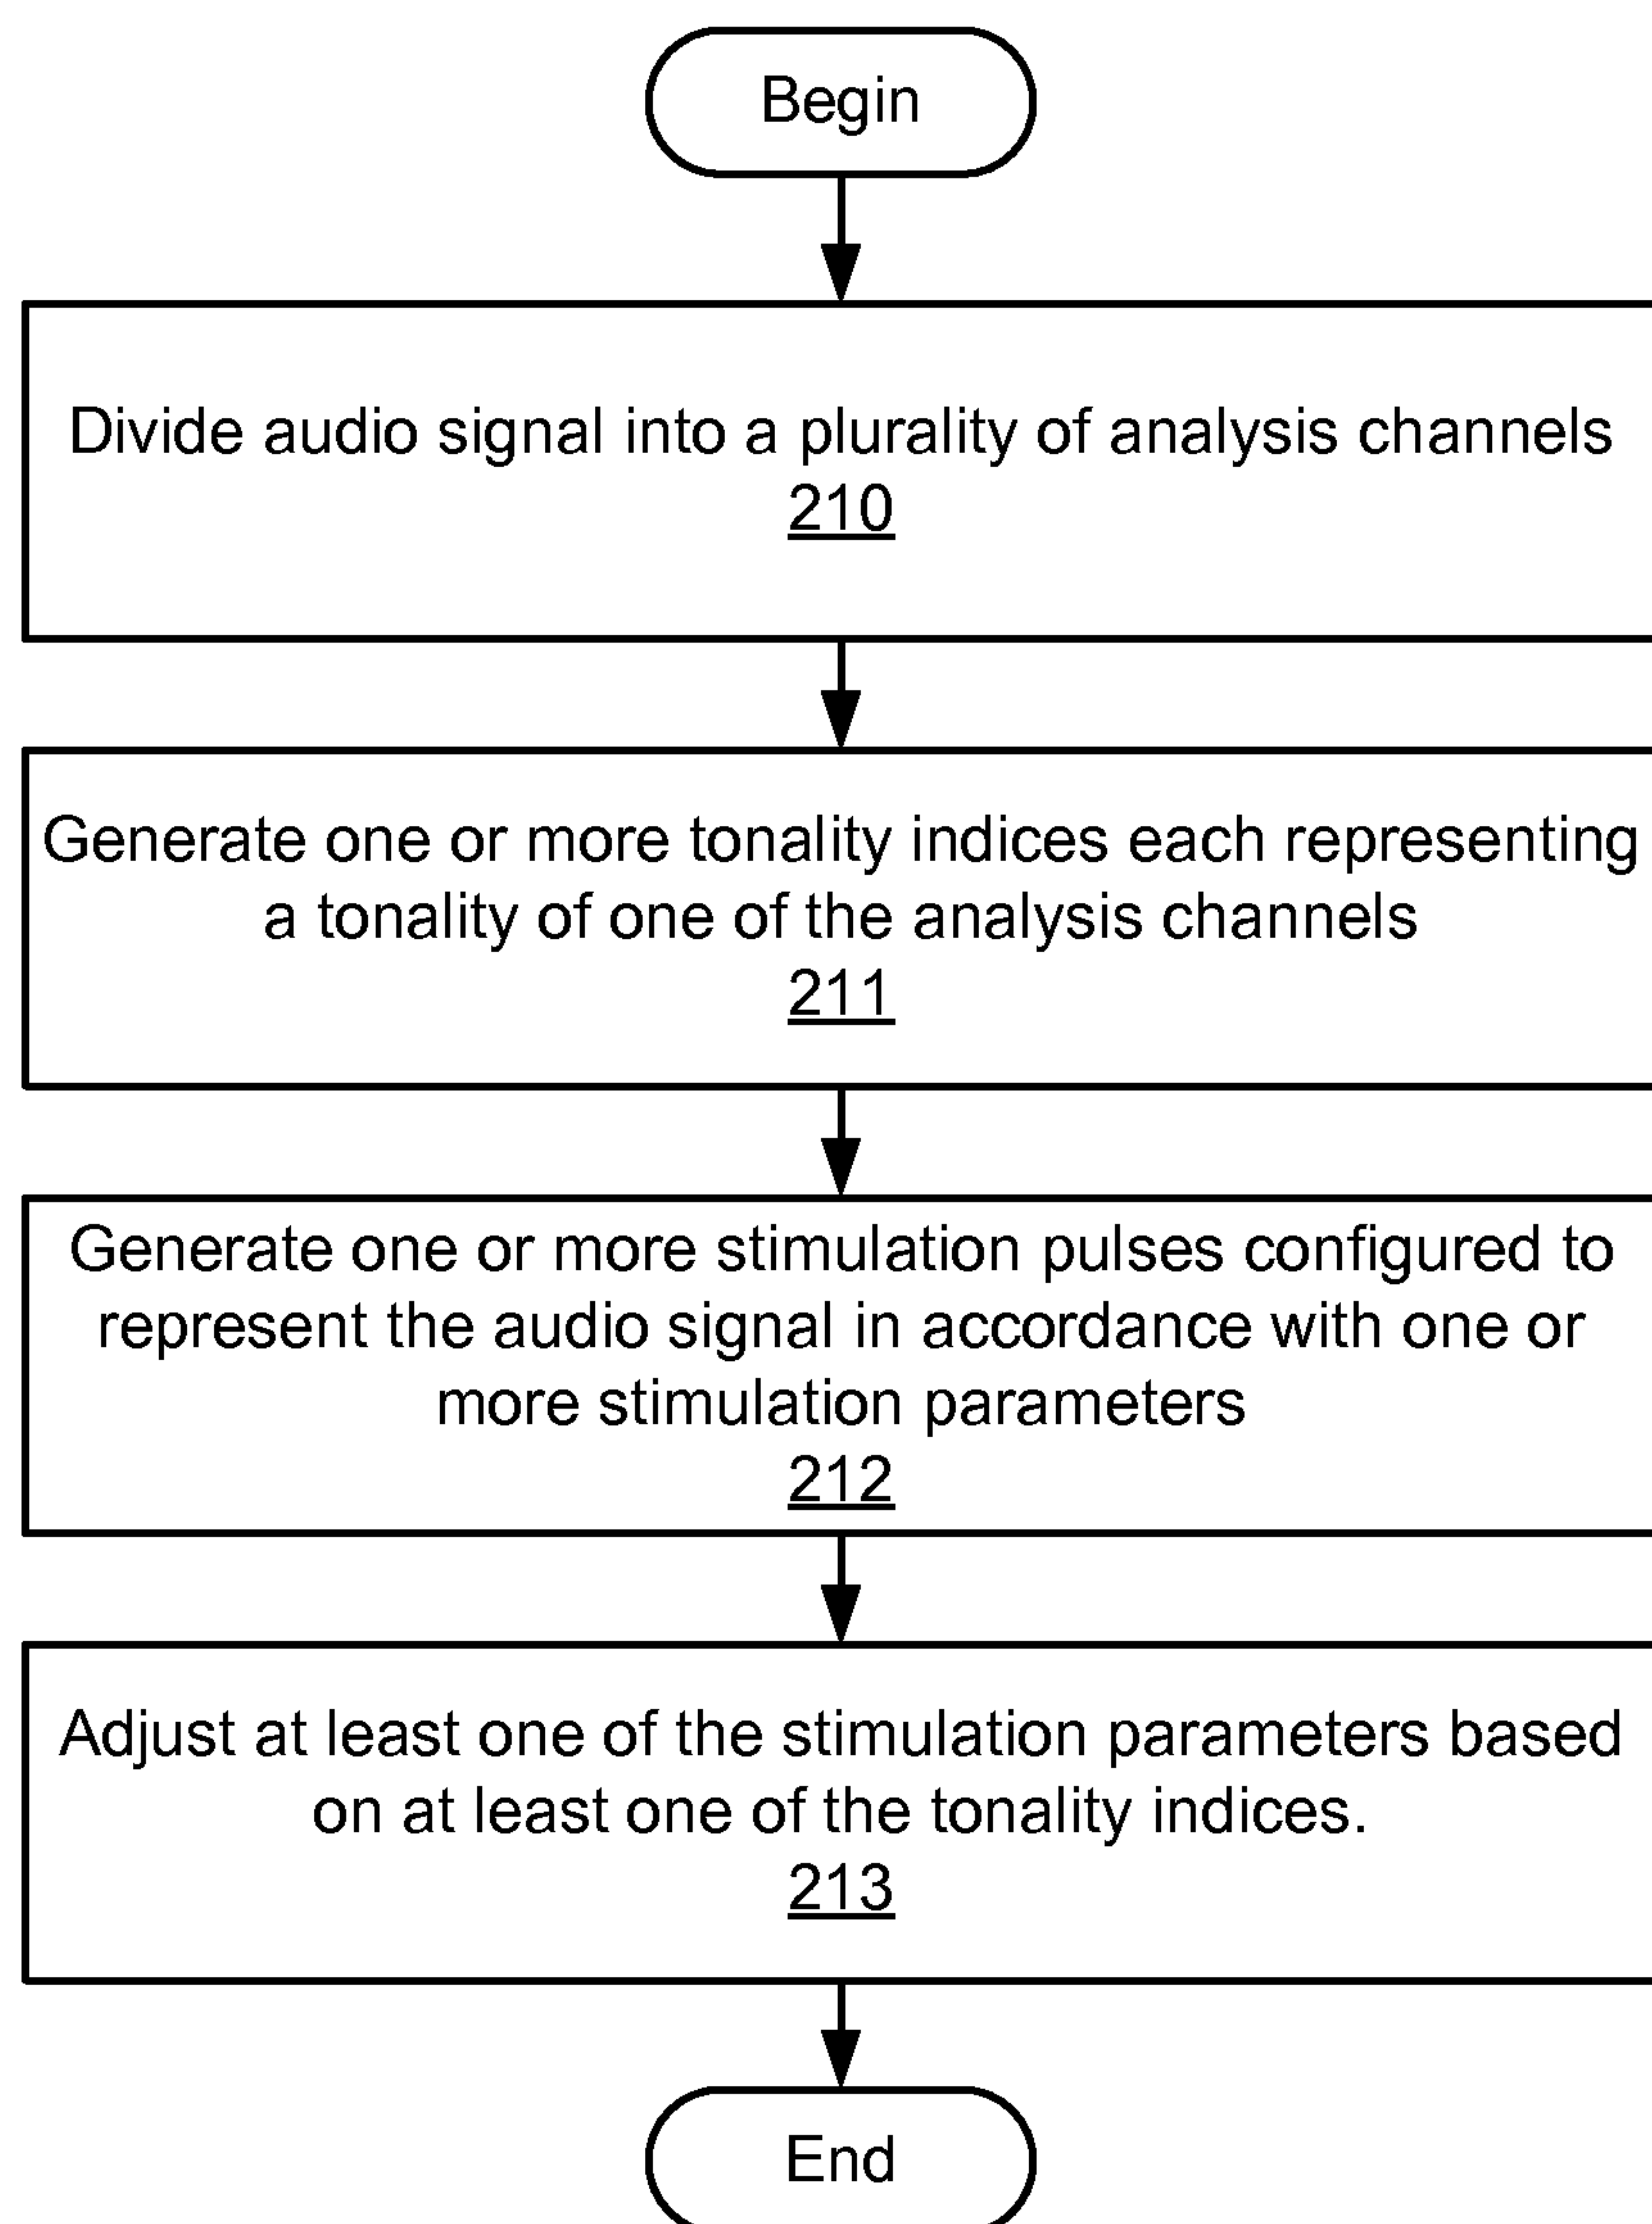 Begin
Divide audio signal into a plurality of analysis channels
210
Generate one or more tonality indices each representing
a tonality of one of the analysis channels
211
Generate one or more stimulation pulses configured to
represent the audio signal in accordance with one or
more stimulation parameters
212
Adjust at least one of the stimulation parameters based
on at least one of the tonality indices.
213
End